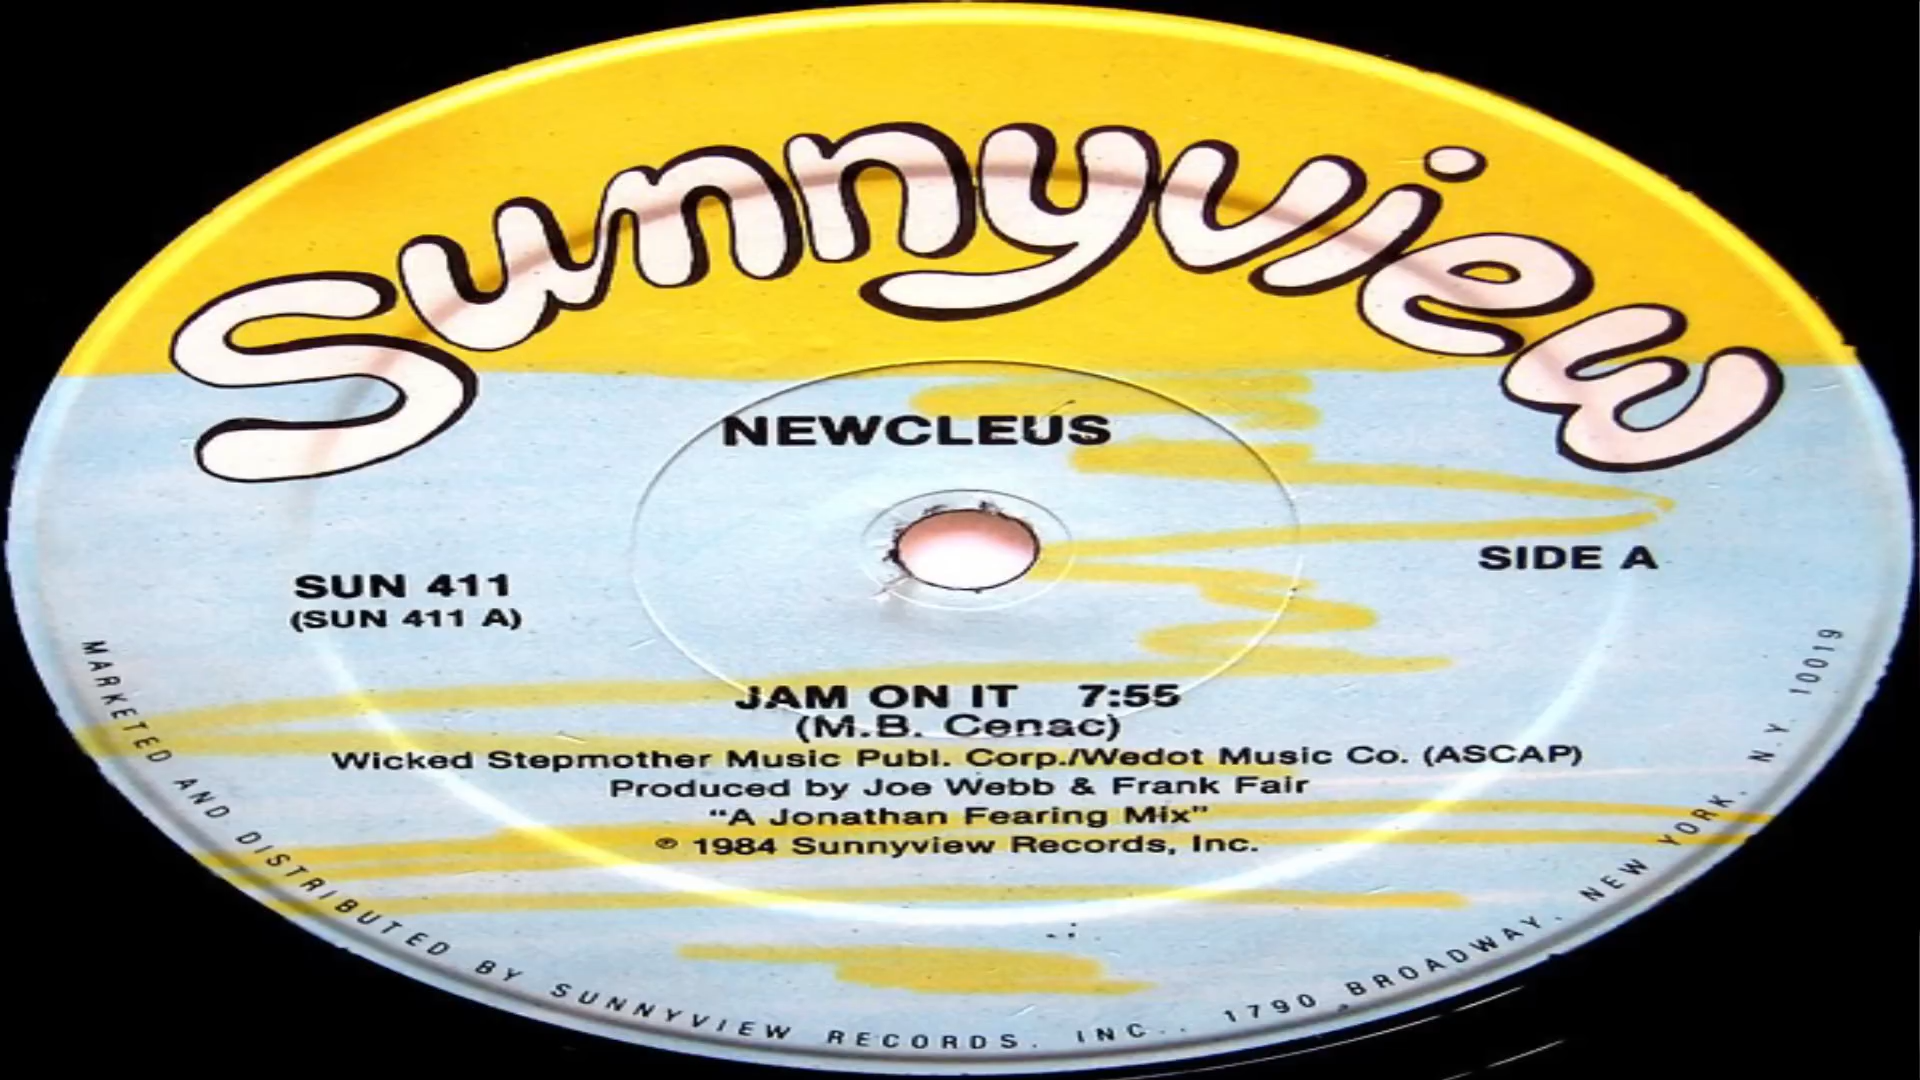 Sunnyview
NEWCLEUS
SIDE A
SUN 411
(SUN 411 A)
JAM ON IT 7:55
(M.B. Cenac)
Wicked Stepmother Music Publ. Corp./Wedot Music Co. (ASCAP)
Produced by Joe Webb & Frank Fair
“A Jonathan Fearing Mix”
℗ 1984 Sunnyview Records, Inc.
MARKETED AND DISTRIBUTED BY SUNNYVIEW RECORDS, INC., 1790 BROADWAY, NEW YORK, N.Y. 10019